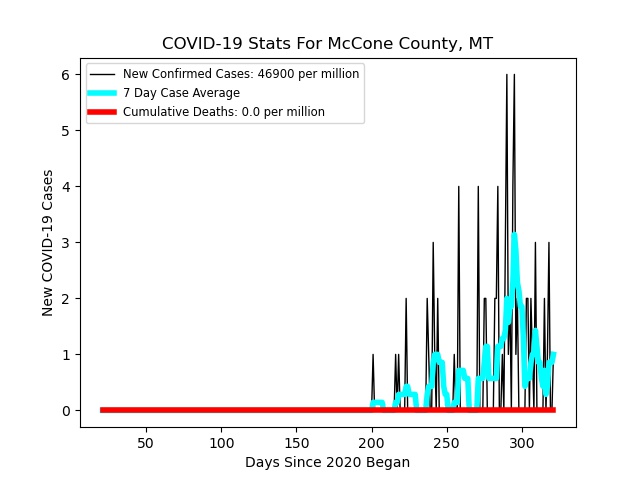 COVID-19 Stats For McCone County, MT
New Confirmed Cases: 46900 per million
7 Day Case Average
Cumulative Deaths: 0.0 per million
New COVID-19 Cases
6
5
4
3
2
1
0
50 100 150 200 250 300
Days Since 2020 Began